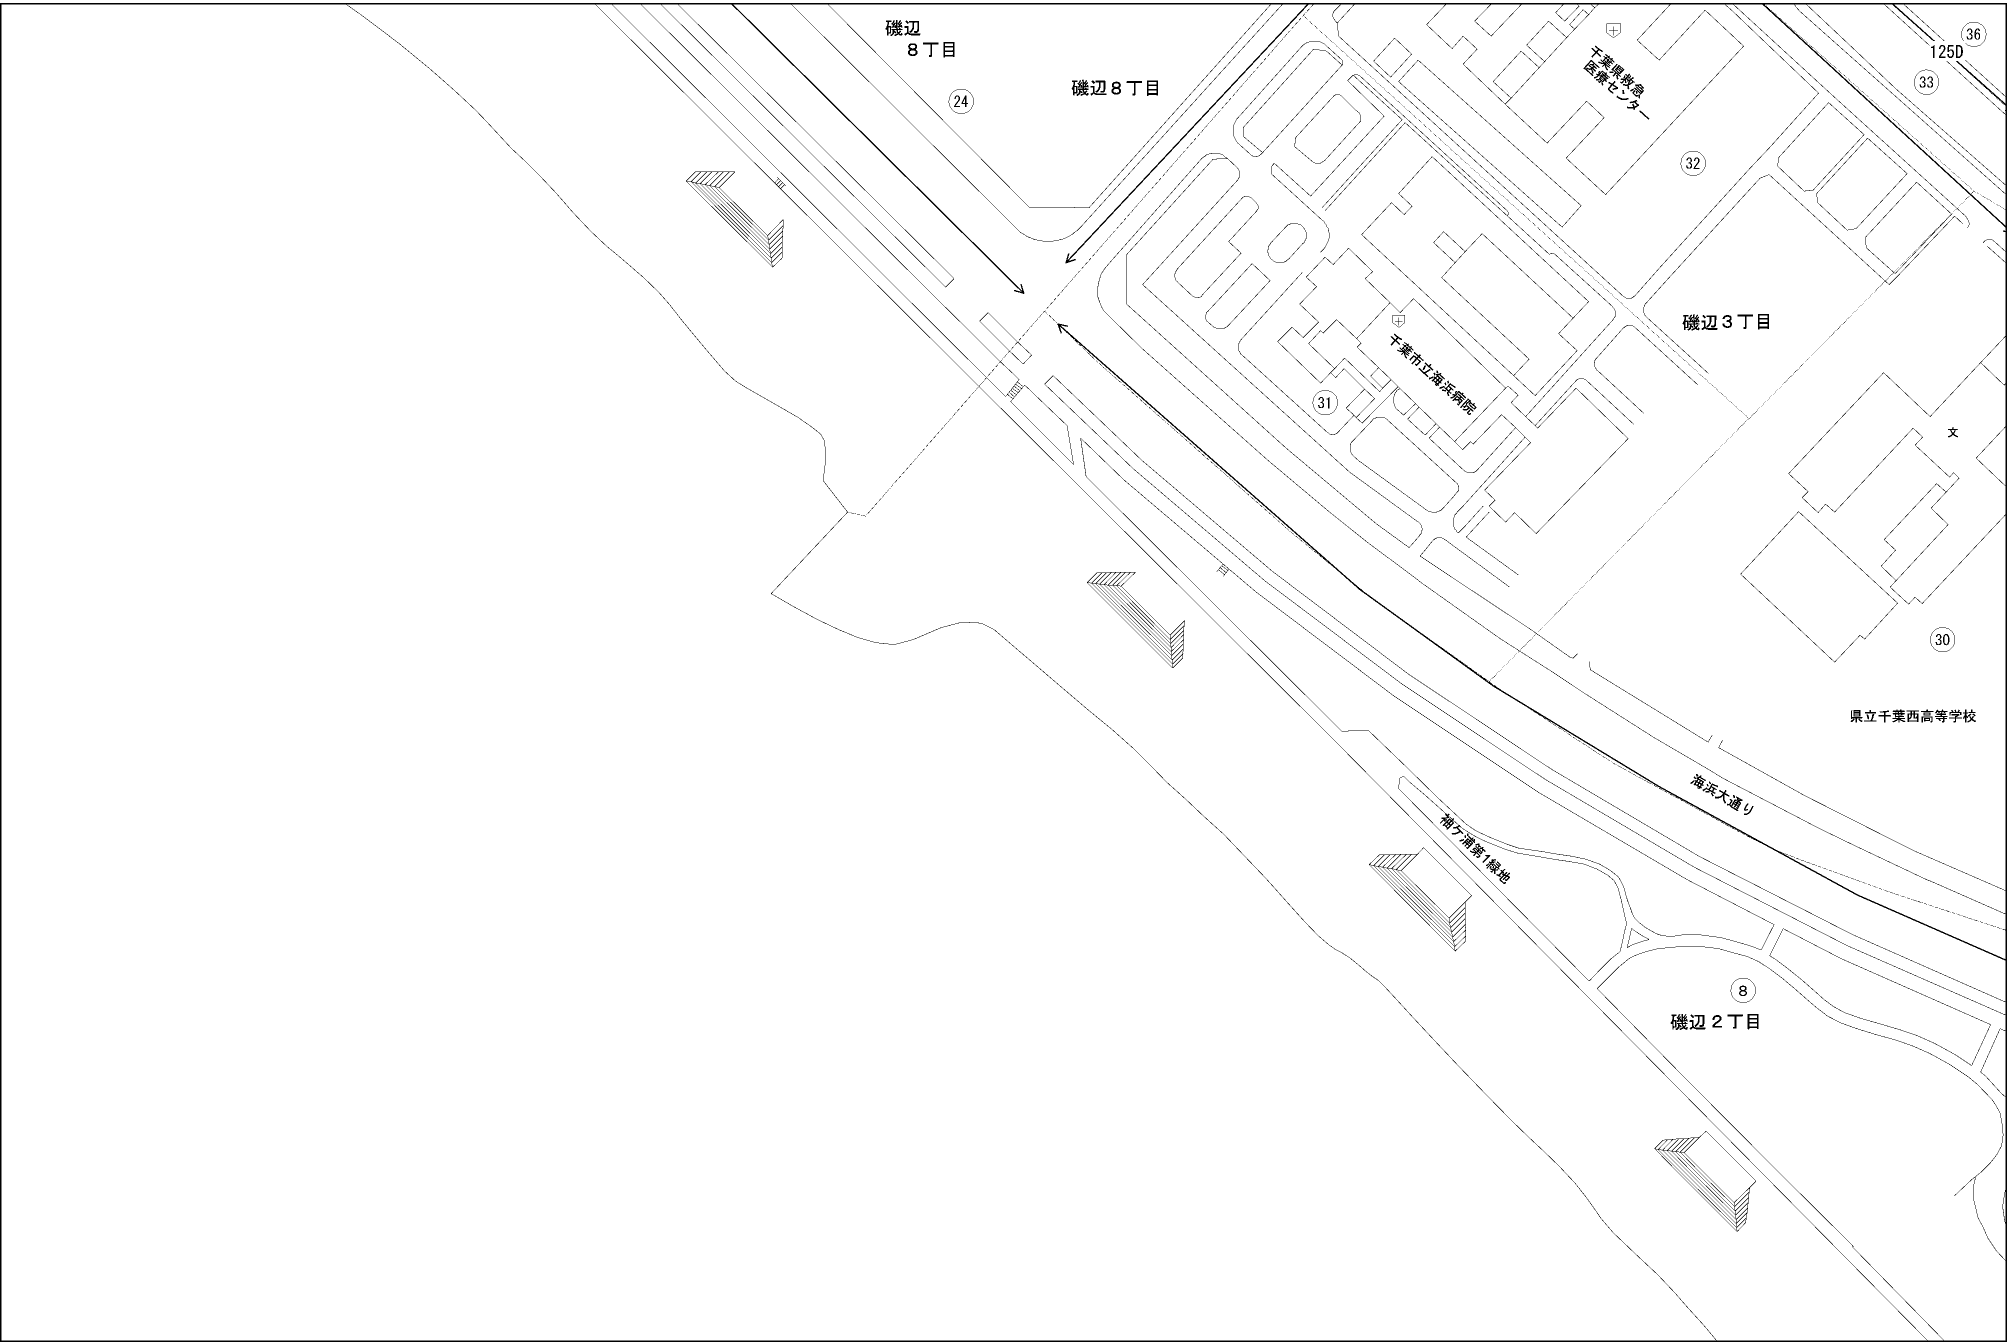 磯辺
８丁目
磯辺８丁目
24
千葉県救急
医療センター
36
125D
33
32
磯辺３丁目
千葉市立海浜病院
31
文
30
県立千葉西高等学校
海浜大通り
袖ケ浦第1緑地
8
磯辺２丁目